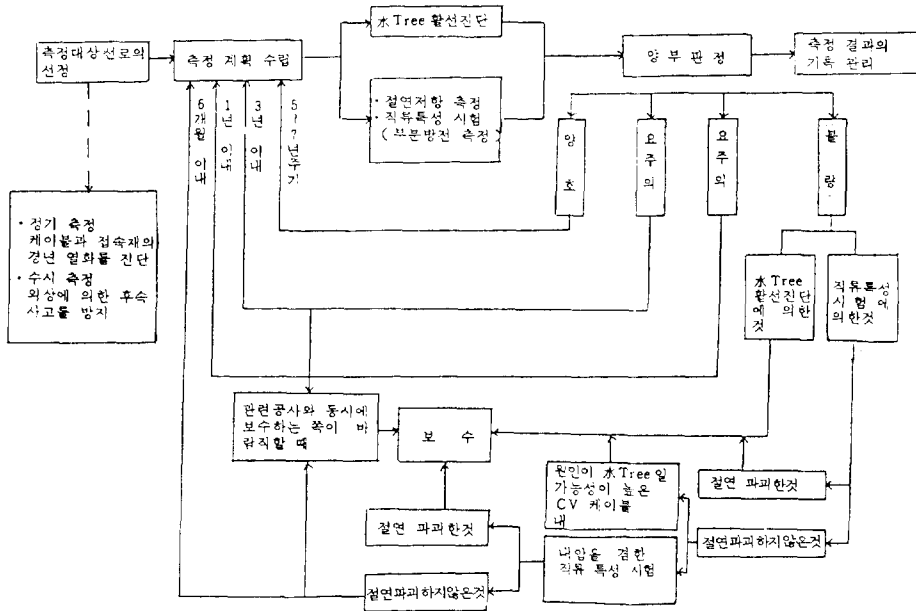 측정대상선로의
선정
측정 계획 수립
水Tree 활선진단
· 절연저항 측정
· 직류특성 시험
(부분방전 측정)
양부판정
측정 결과의
기록 관리
6개월 이내
1년 이내
3년 이내
5~7년주기
양 호
요주의
요주의
불 량
· 정기 측정
케이블과 접속재의
경년 열화를 진단
· 수시 측정
외상에 의한 후속
사고를 방지
水Tree
활선진단
에 의한
것
직류특성
시험에
의한것
관련공사와 동시에
보수하는 쪽이 바
람직할 때
보 수
원인이 水Tree일
가능성이 높은
CV 케이블
내
절연 파괴한것
절연 파괴한것
절연파괴하지않은것
내압을 겸한
직류 특성 시험
절연파괴하지않은것